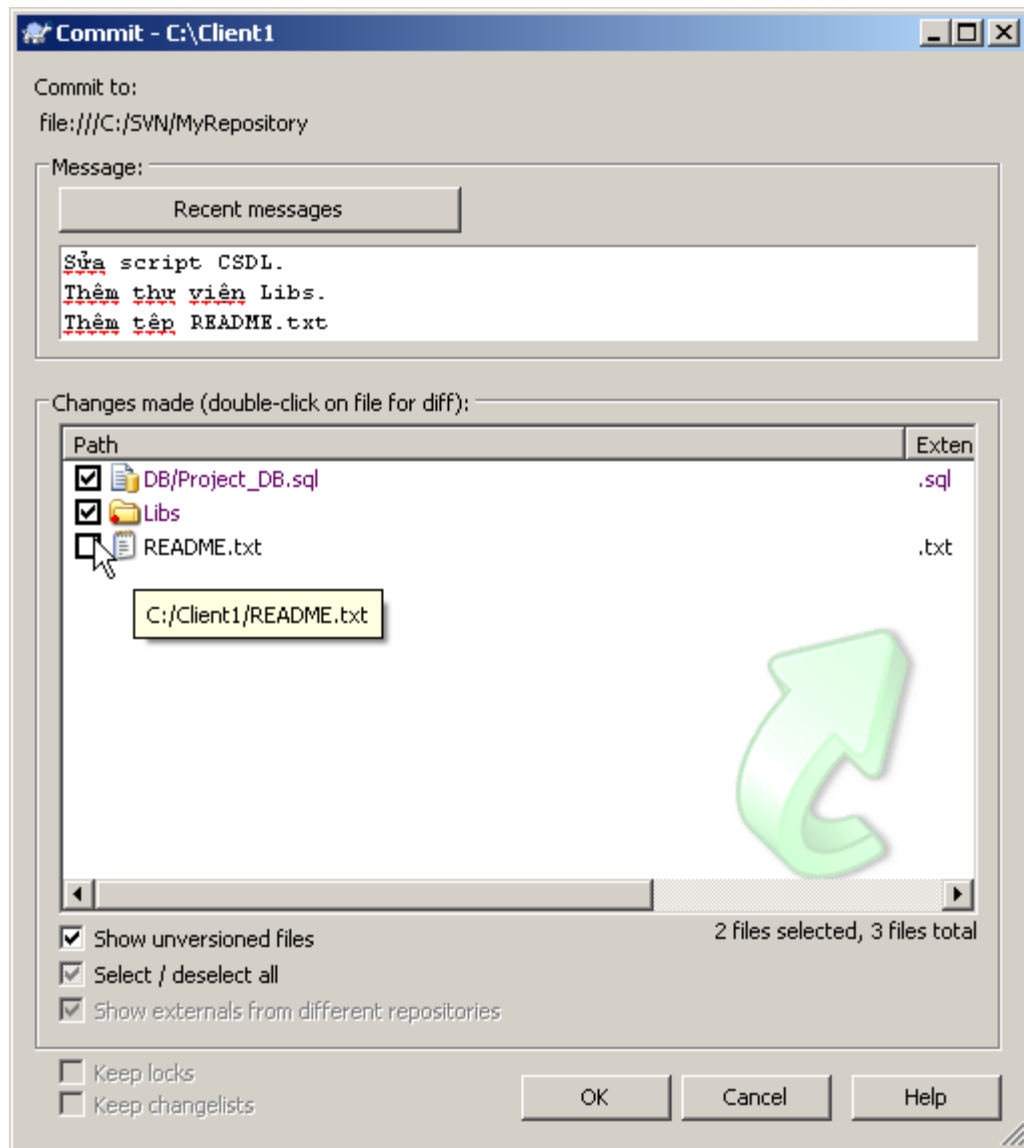 Commit - C:\Client1
Commit to:
file:///C:/SVN/MyRepository
Message:
Recent messages
Sửa script CSDL.
Thêm thư viện Libs.
Thêm tệp README.txt
Changes made (double-click on file for diff):
Path Exten
DB/Project_DB.sql .sql
Libs
README.txt .txt
C:/Client1/README.txt
Show unversioned files 2 files selected, 3 files total
Select / deselect all
Show externals from different repositories
Keep locks
Keep changelists
OK Cancel Help